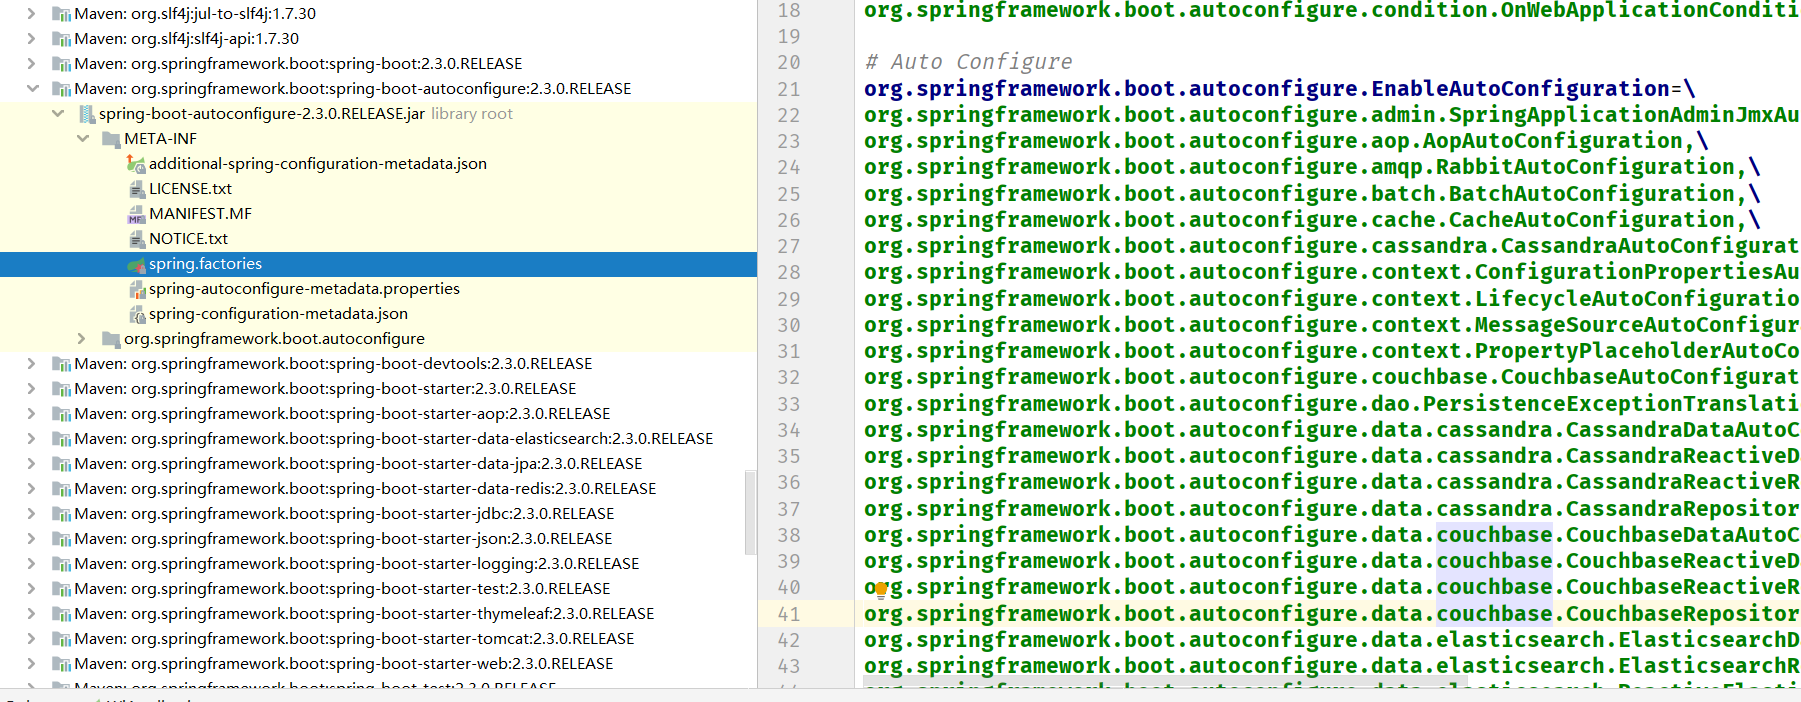 Maven: org.slf4j:jul-to-slf4j:1.7.30
Maven: org.slf4j:slf4j-api:1.7.30
Maven: org.springframework.boot:spring-boot:2.3.0.RELEASE
Maven: org.springframework.boot:spring-boot-autoconfigure:2.3.0.RELEASE
spring-boot-autoconfigure-2.3.0.RELEASE.jar library root
META-INF
additional-spring-configuration-metadata.json
LICENSE.txt
MANIFEST.MF
NOTICE.txt
spring.factories
spring-autoconfigure-metadata.properties
spring-configuration-metadata.json
org.springframework.boot.autoconfigure
Maven: org.springframework.boot:spring-boot-devtools:2.3.0.RELEASE
Maven: org.springframework.boot:spring-boot-starter:2.3.0.RELEASE
Maven: org.springframework.boot:spring-boot-starter-aop:2.3.0.RELEASE
Maven: org.springframework.boot:spring-boot-starter-data-elasticsearch:2.3.0.RELEASE
Maven: org.springframework.boot:spring-boot-starter-data-jpa:2.3.0.RELEASE
Maven: org.springframework.boot:spring-boot-starter-data-redis:2.3.0.RELEASE
Maven: org.springframework.boot:spring-boot-starter-jdbc:2.3.0.RELEASE
Maven: org.springframework.boot:spring-boot-starter-json:2.3.0.RELEASE
Maven: org.springframework.boot:spring-boot-starter-logging:2.3.0.RELEASE
Maven: org.springframework.boot:spring-boot-starter-test:2.3.0.RELEASE
Maven: org.springframework.boot:spring-boot-starter-thymeleaf:2.3.0.RELEASE
Maven: org.springframework.boot:spring-boot-starter-tomcat:2.3.0.RELEASE
Maven: org.springframework.boot:spring-boot-starter-web:2.3.0.RELEASE
Maven: org.springframework.boot:spring-boot-test:2.3.0.RELEASE
18 org.springframework.boot.autoconfigure.condition.OnWebApplicationConditi
19
20 # Auto Configure
21 org.springframework.boot.autoconfigure.EnableAutoConfiguration=\
22 org.springframework.boot.autoconfigure.admin.SpringApplicationAdminJmxAu
23 org.springframework.boot.autoconfigure.aop.AopAutoConfiguration,\
24 org.springframework.boot.autoconfigure.amqp.RabbitAutoConfiguration,\
25 org.springframework.boot.autoconfigure.batch.BatchAutoConfiguration,\
26 org.springframework.boot.autoconfigure.cache.CacheAutoConfiguration,\
27 org.springframework.boot.autoconfigure.cassandra.CassandraAutoConfigurat
28 org.springframework.boot.autoconfigure.context.ConfigurationPropertiesAu
29 org.springframework.boot.autoconfigure.context.LifecycleAutoConfiguratio
30 org.springframework.boot.autoconfigure.context.MessageSourceAutoConfigur
31 org.springframework.boot.autoconfigure.context.PropertyPlaceholderAutoCo
32 org.springframework.boot.autoconfigure.couchbase.CouchbaseAutoConfigurat
33 org.springframework.boot.autoconfigure.dao.PersistenceExceptionTranslati
34 org.springframework.boot.autoconfigure.data.cassandra.CassandraDataAutoC
35 org.springframework.boot.autoconfigure.data.cassandra.CassandraReactiveD
36 org.springframework.boot.autoconfigure.data.cassandra.CassandraReactiveR
37 org.springframework.boot.autoconfigure.data.cassandra.CassandraRepositor
38 org.springframework.boot.autoconfigure.data.couchbase.CouchbaseDataAutoC
39 org.springframework.boot.autoconfigure.data.couchbase.CouchbaseReactiveD
40 org.springframework.boot.autoconfigure.data.couchbase.CouchbaseReactiveR
41 org.springframework.boot.autoconfigure.data.couchbase.CouchbaseRepositor
42 org.springframework.boot.autoconfigure.data.elasticsearch.ElasticsearchD
43 org.springframework.boot.autoconfigure.data.elasticsearch.ElasticsearchR